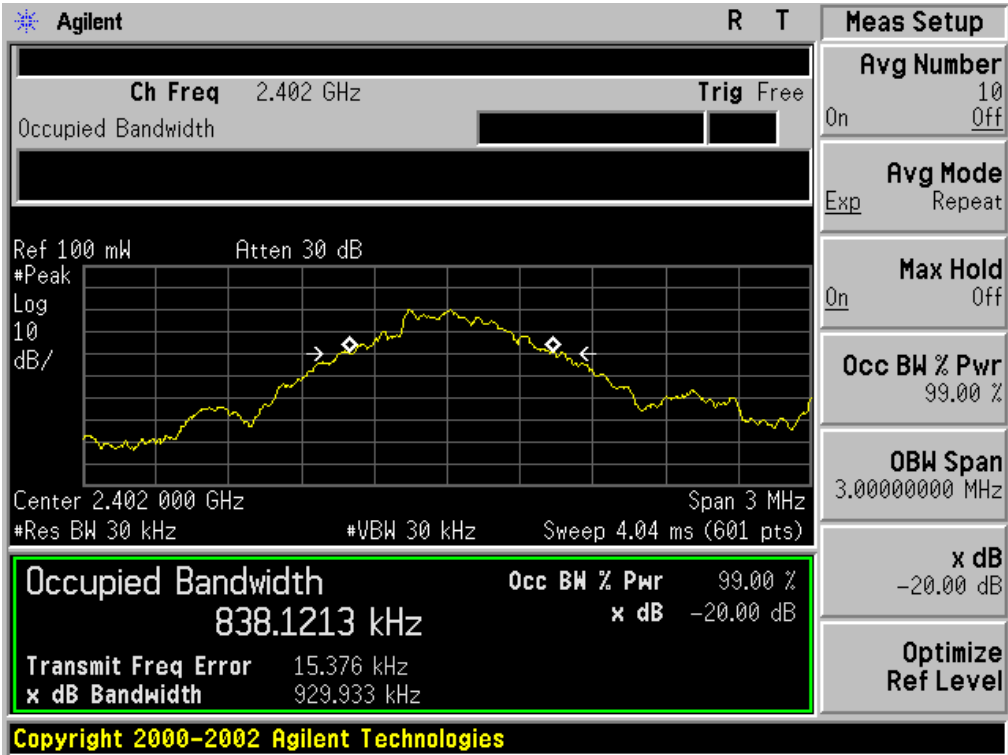 Agilent R T
Ch Freq 2.402 GHz Trig Free
Occupied Bandwidth
Ref 100 mW Atten 30 dB
#Peak
Log
10
dB/
Center 2.402 000 GHz Span 3 MHz
#Res BW 30 kHz #VBW 30 kHz Sweep 4.04 ms (601 pts)
Occupied Bandwidth
838.1213 kHz
Occ BW % Pwr 99.00 %
x dB -20.00 dB
Transmit Freq Error 15.376 kHz
x dB Bandwidth 929.933 kHz
Copyright 2000-2002 Agilent Technologies
Meas Setup
Avg Number
10
On Off
Avg Mode
Exp Repeat
Max Hold
On Off
Occ BW % Pwr
99.00 %
OBW Span
3.00000000 MHz
x dB
-20.00 dB
Optimize
Ref Level